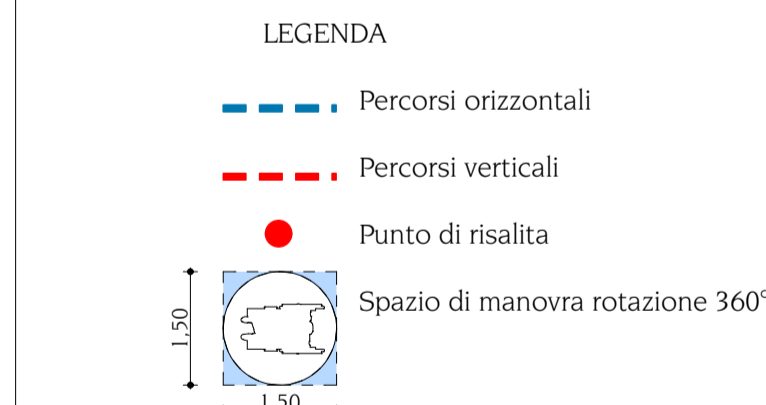 LEGENDA
Percorsi orizzontali
Percorsi verticali
Punto di risalita
Spazio di manovra rotazione 360°
1,50
1,50